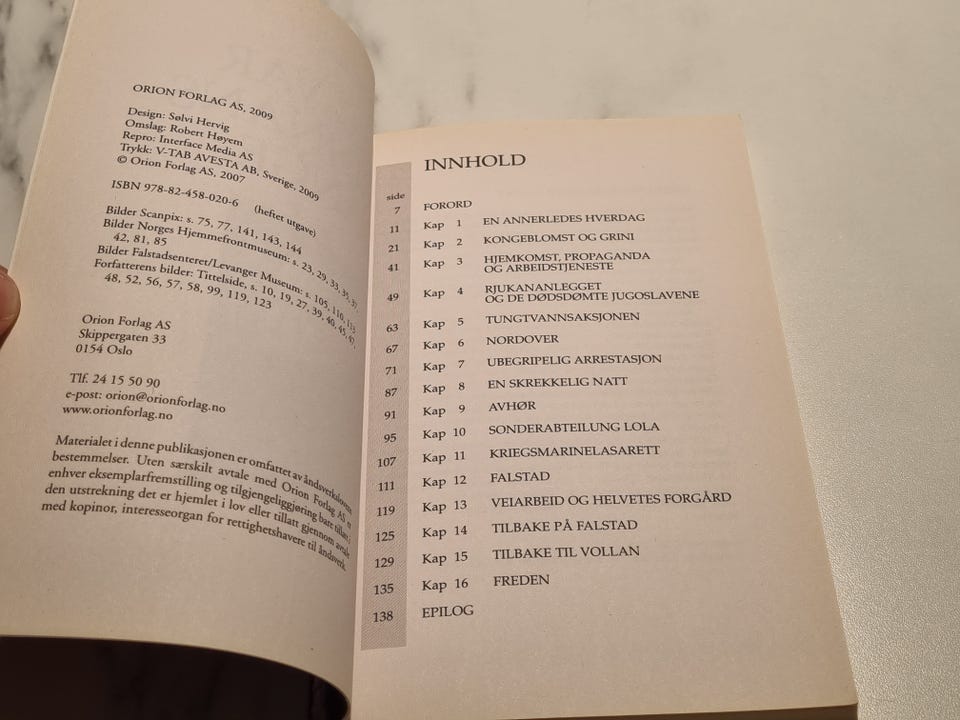 ORION FORLAG AS, 2009
Design: Sølvi Hervig
Omslag: Robert Høyem
Repro: Interface Media AS
Trykk: V-TAB AVESTA AB, Sverige, 2009
© Orion Forlag AS, 2007
ISBN 978-82-458-020-6 (heftet utgave)
Bilder Scanpix: s. 75, 77, 141, 143, 144
Bilder Norges Hjemmefrontmuseum: s. 23, 29, 33, 35, 37,
42, 81, 85
Bilder Falstadsenteret/Levanger Museum: s. 105, 110, 113
Forfatterens bilder: Tittelside, s. 10, 19, 27, 39, 40, 45, 47,
48, 52, 56, 57, 58, 99, 119, 123
Orion Forlag AS
Skippergaten 33
0154 Oslo
Tlf. 24 15 50 90
e-post: orion@orionforlag.no
www.orionforlag.no
Materialet i denne publikasjonen er omfattet av åndsverkslovens
bestemmelser. Uten særskilt avtale med Orion Forlag AS er
enhver eksemplarfremstilling og tilgjengeliggjøring bare tillatt i
den utstrekning det er hjemlet i lov eller tillatt gjennom avtale
med kopinor, interesseorgan for rettighetshavere til åndsverk.
INNHOLD
side
7 FORORD
11 Kap 1 EN ANNERLEDES HVERDAG
21 Kap 2 KONGEBLOMST OG GRINI
41 Kap 3 HJEMKOMST, PROPAGANDA
OG ARBEIDSTJENESTE
49 Kap 4 RJUKANANLEGGET
OG DE DØDSDØMTE JUGOSLAVENE
63 Kap 5 TUNGTVANNSAKSJONEN
67 Kap 6 NORDOVER
71 Kap 7 UBEGRIPELIG ARRESTASJON
87 Kap 8 EN SKREKKELIG NATT
91 Kap 9 AVHØR
95 Kap 10 SONDERABTEILUNG LOLA
107 Kap 11 KRIEGSMARINELASARETT
111 Kap 12 FALSTAD
119 Kap 13 VEIARBEID OG HELVETES FORGÅRD
125 Kap 14 TILBAKE PÅ FALSTAD
129 Kap 15 TILBAKE TIL VOLLAN
135 Kap 16 FREDEN
138 EPILOG